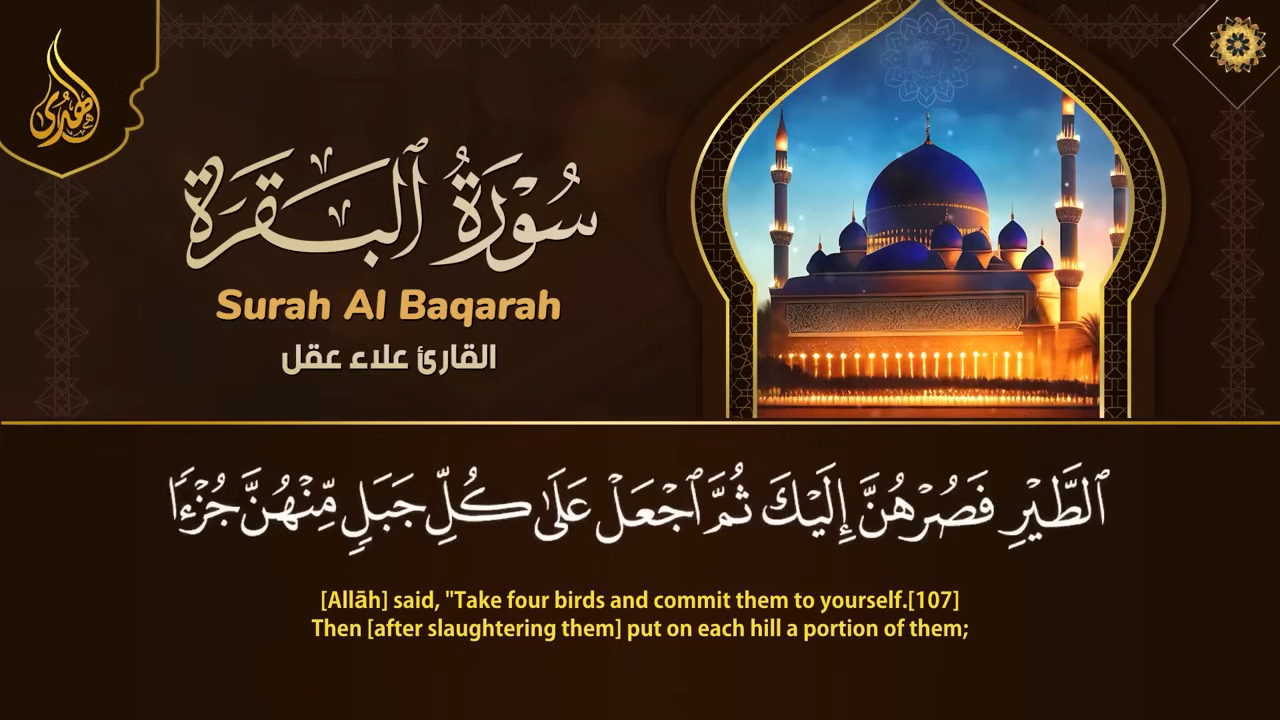 الهدى
سُورَةُ ٱلْبَقَرَةِ
Surah Al Baqarah
القارئ علاء عقل
ٱلطَّيْرِ فَصُرْهُنَّ إِلَيْكَ ثُمَّ ٱجْعَلْ عَلَىٰ كُلِّ جَبَلٍ مِّنْهُنَّ جُزْءًا
[Allāh] said, "Take four birds and commit them to yourself.[107]
Then [after slaughtering them] put on each hill a portion of them;